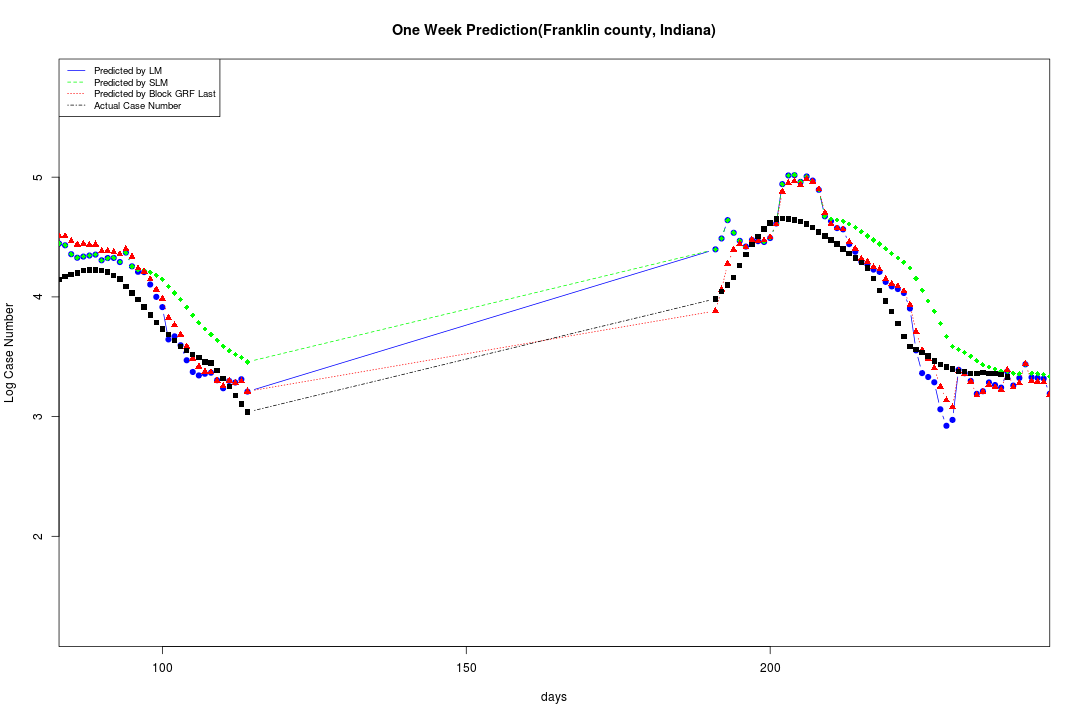 One Week Prediction(Franklin county, Indiana)
Predicted by LM
Predicted by SLM
Predicted by Block GRF Last
Actual Case Number
5
4
3
2
Log Case Number
100
150
200
days